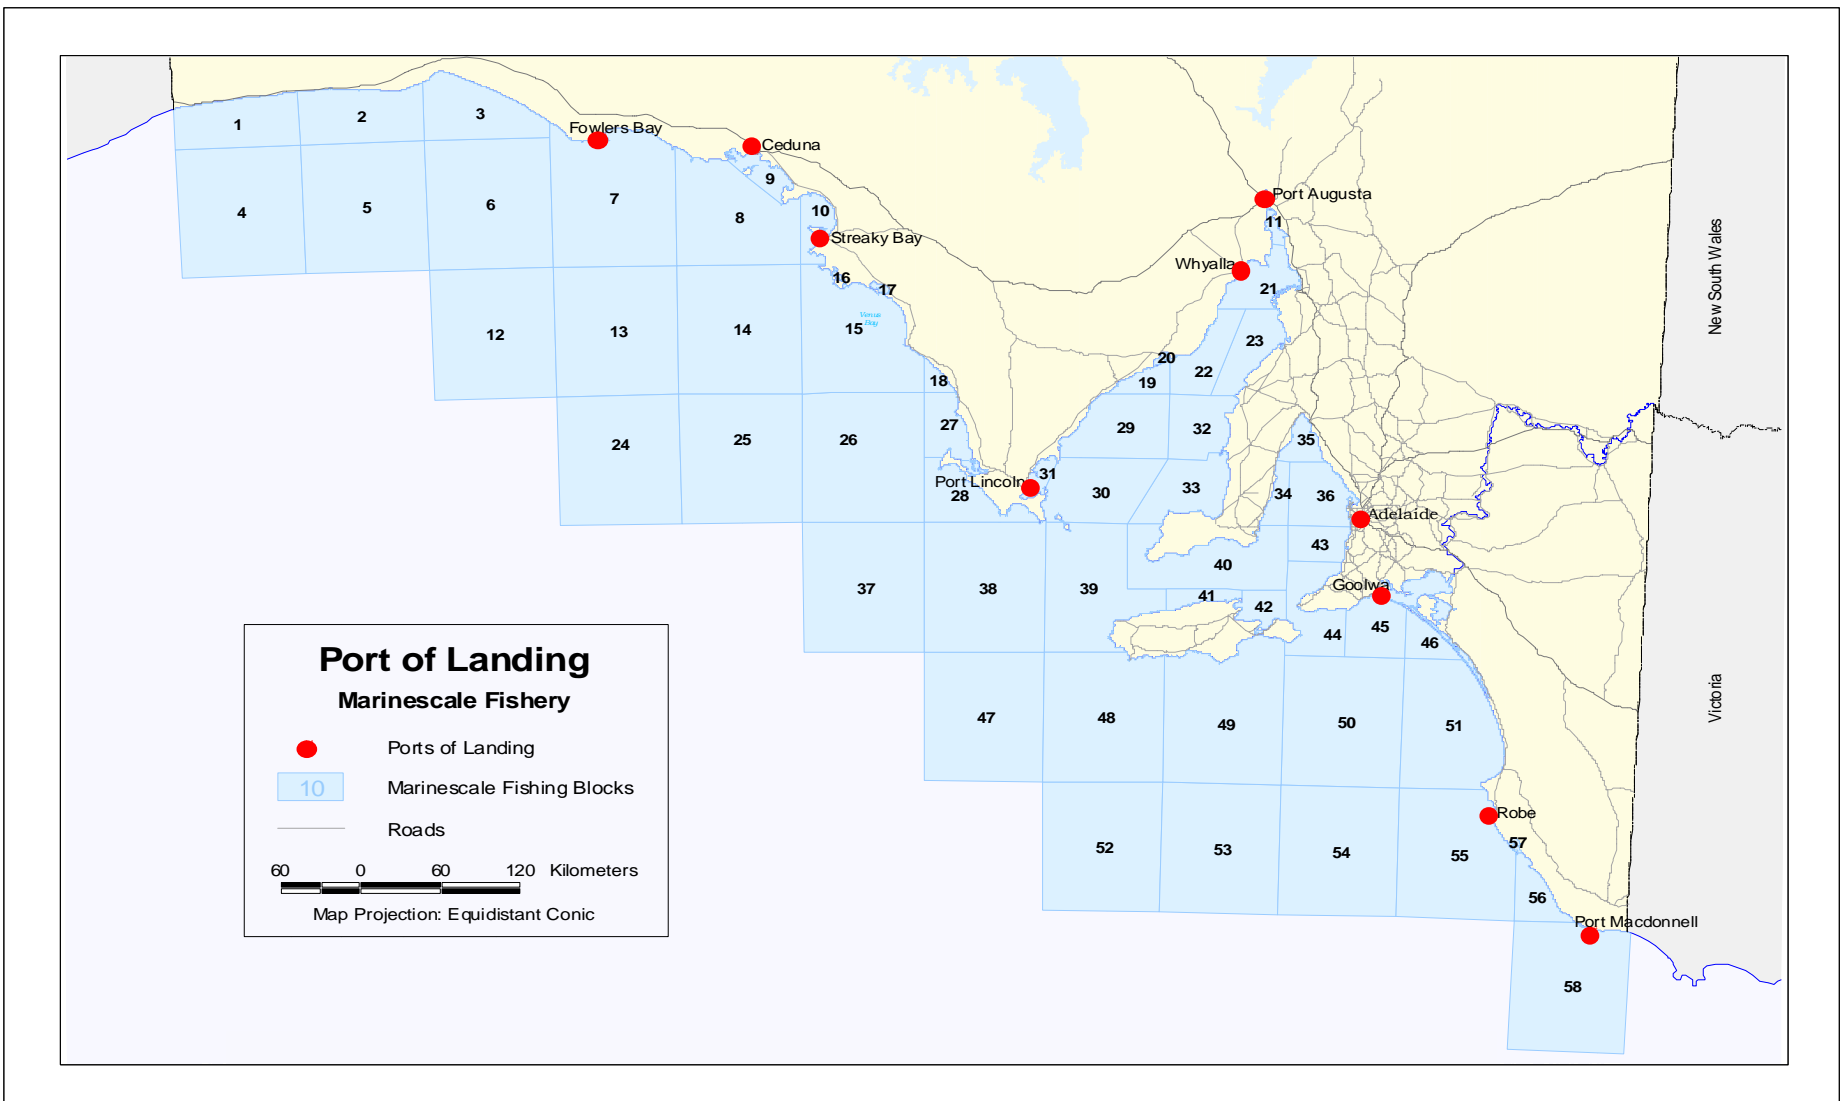 1
2
3
Fowlers Bay
Ceduna
4
5
6
7
8
9
10
Streaky Bay
Port Augusta
11
Whyalla
21
16
17
Venus
Bay
12
13
14
15
18
20
19
22
23
24
25
26
27
28
Port Lincoln
31
29
30
32
33
34
35
36
Adelaide
43
37
38
39
40
41
42
Goolwa
44
45
46
47
48
49
50
51
52
53
54
55
Robe
57
56
Port Macdonnell
58
New South Wales
Victoria
Port of Landing
Marinescale Fishery
Ports of Landing
10 Marinescale Fishing Blocks
Roads
60 0 60 120 Kilometers
Map Projection: Equidistant Conic